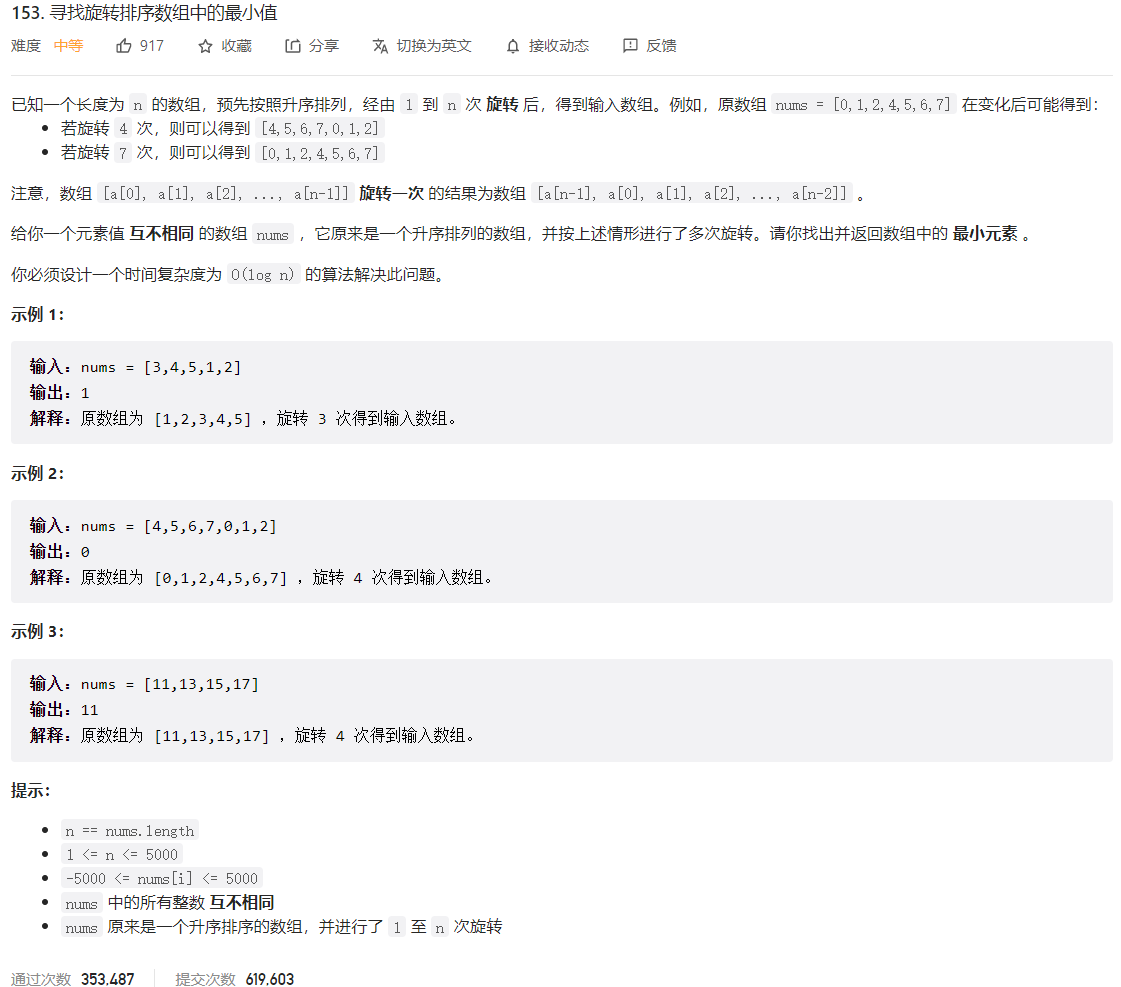 153. 寻找旋转排序数组中的最小值
难度 中等 917 收藏 分享 切换为英文 接收动态 反馈
已知一个长度为 n 的数组，预先按照升序排列，经由 1 到 n 次 旋转 后，得到输入数组。例如，原数组 nums = [0,1,2,4,5,6,7] 在变化后可能得到：
若旋转 4 次，则可以得到 [4,5,6,7,0,1,2]
若旋转 7 次，则可以得到 [0,1,2,4,5,6,7]
注意，数组 [a[0], a[1], a[2], ..., a[n-1]] 旋转一次 的结果为数组 [a[n-1], a[0], a[1], a[2], ..., a[n-2]] 。
给你一个元素值 互不相同 的数组 nums ，它原来是一个升序排列的数组，并按上述情形进行了多次旋转。请你找出并返回数组中的 最小元素 。
你必须设计一个时间复杂度为 O(log n) 的算法解决此问题。
示例 1：
输入：nums = [3,4,5,1,2]
输出：1
解释：原数组为 [1,2,3,4,5] ，旋转 3 次得到输入数组。
示例 2：
输入：nums = [4,5,6,7,0,1,2]
输出：0
解释：原数组为 [0,1,2,4,5,6,7] ，旋转 4 次得到输入数组。
示例 3：
输入：nums = [11,13,15,17]
输出：11
解释：原数组为 [11,13,15,17] ，旋转 4 次得到输入数组。
提示：
n == nums.length
1 <= n <= 5000
-5000 <= nums[i] <= 5000
nums 中的所有整数 互不相同
nums 原来是一个升序排序的数组，并进行了 1 至 n 次旋转
通过次数 353,487 提交次数 619,603